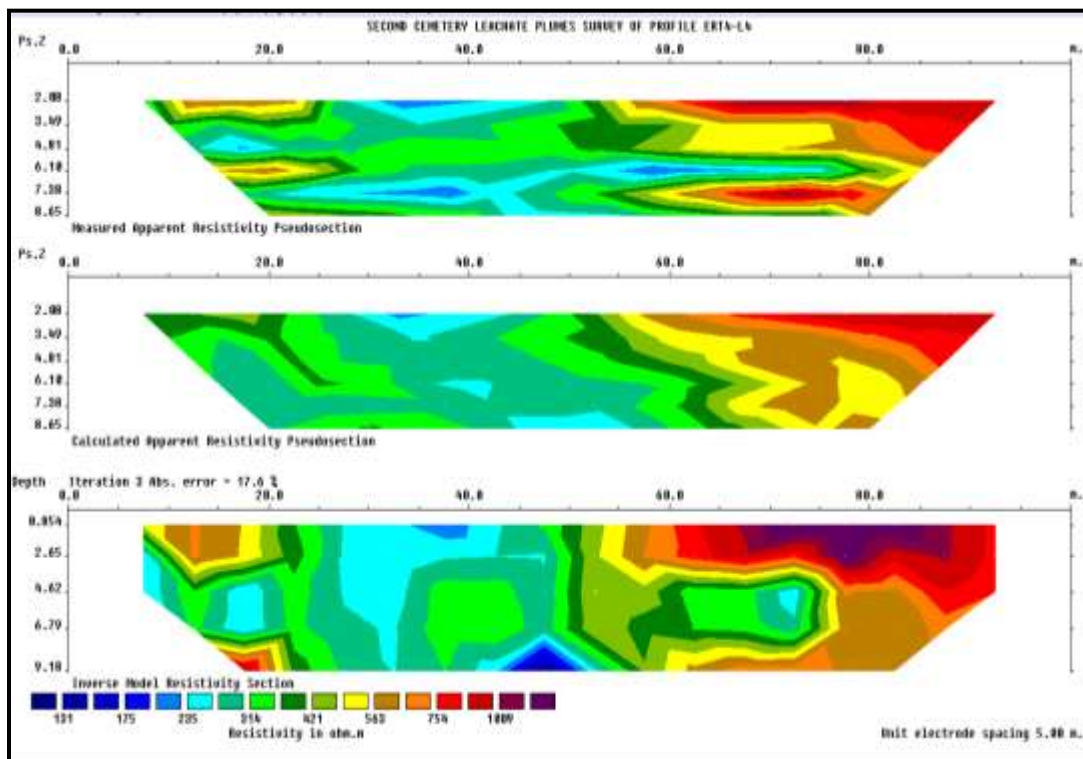 SECOND CEMETERY LEACHATE PLUMES SURVEY OF PROFILE ERT4-L4
Ps.Z 0.0 20.0 40.0 60.0 80.0 m.
2.08
3.49
4.81
6.10
7.38
8.65
Measured Apparent Resistivity Pseudosection
Ps.Z 0.0 20.0 40.0 60.0 80.0 m.
2.08
3.49
4.81
6.10
7.38
8.65
Calculated Apparent Resistivity Pseudosection
Depth Iteration 3 Abs. error = 17.6 %
0.0 20.0 40.0 60.0 80.0 m.
0.854
2.65
4.62
6.79
9.18
Inverse Model Resistivity Section
131 175 235 314 421 563 754 1009
Resistivity in ohm.m
Unit electrode spacing 5.00 m.